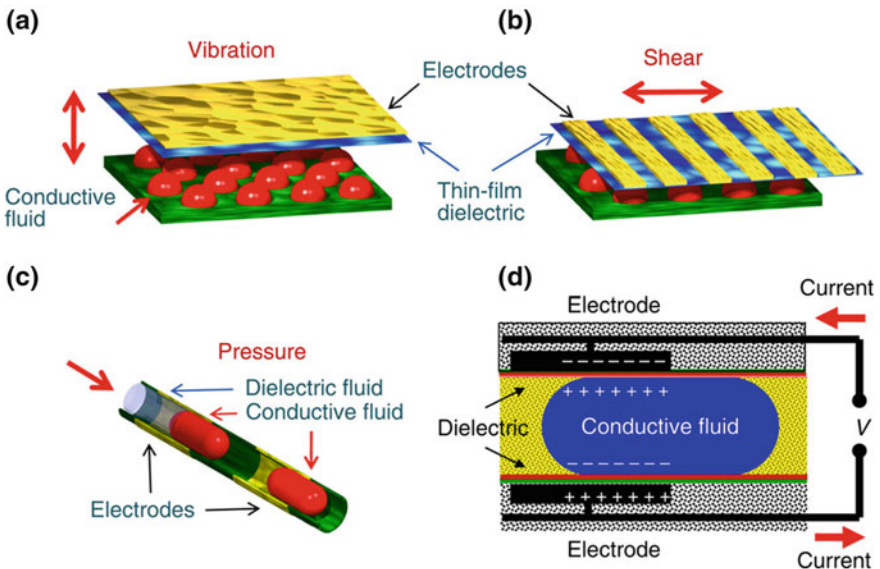 (a)
Vibration
Electrodes
Conductive
fluid
Thin-film
dielectric
(b)
Shear
(c)
Pressure
Dielectric fluid
Conductive fluid
Electrodes
(d)
Electrode
Current
− − − − − − −
+ + + + + + +
Dielectric
Conductive fluid
V
− − − − − − −
+ + + + + + +
Electrode
Current